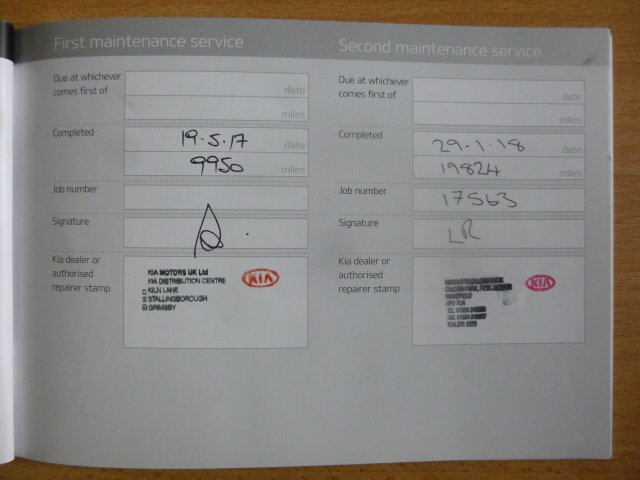 First maintenance service
Due at whichever
comes first of
date
miles
Completed
19.5.17 date
9950 miles
Job number
Signature
Kia dealer or
authorised
repairer stamp
KIA MOTORS UK Ltd
KIA DISTRIBUTION CENTRE
KILN LANE
STALLINGBOROUGH
GRIMSBY
KIA
Second maintenance service
Due at whichever
comes first of
date
miles
Completed
29.1.18 date
19824 miles
Job number
17563
Signature
LR
Kia dealer or
authorised
repairer stamp
WAKEFIELD
WF2 7UA
KIA